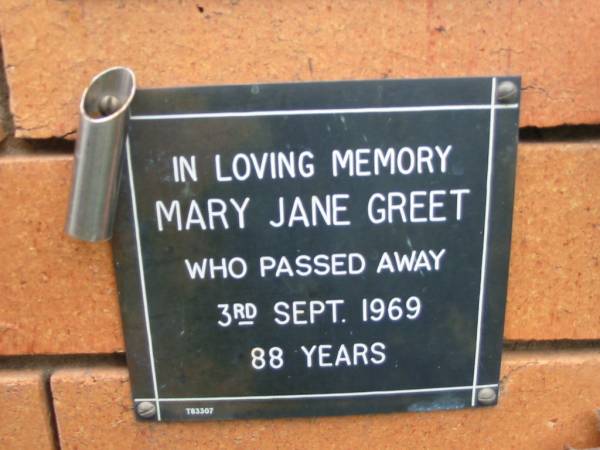 IN LOVING MEMORY
MARY JANE GREET
WHO PASSED AWAY
3RD SEPT. 1969
88 YEARS
T83307